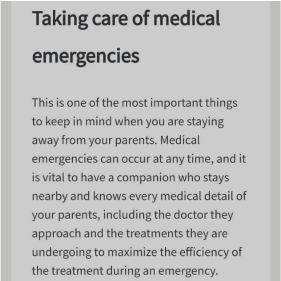 Taking care of medical
emergencies
This is one of the most important things
to keep in mind when you are staying
away from your parents. Medical
emergencies can occur at any time, and it
is vital to have a companion who stays
nearby and knows every medical detail of
your parents, including the doctor they
approach and the treatments they are
undergoing to maximize the efficiency of
the treatment during an emergency.